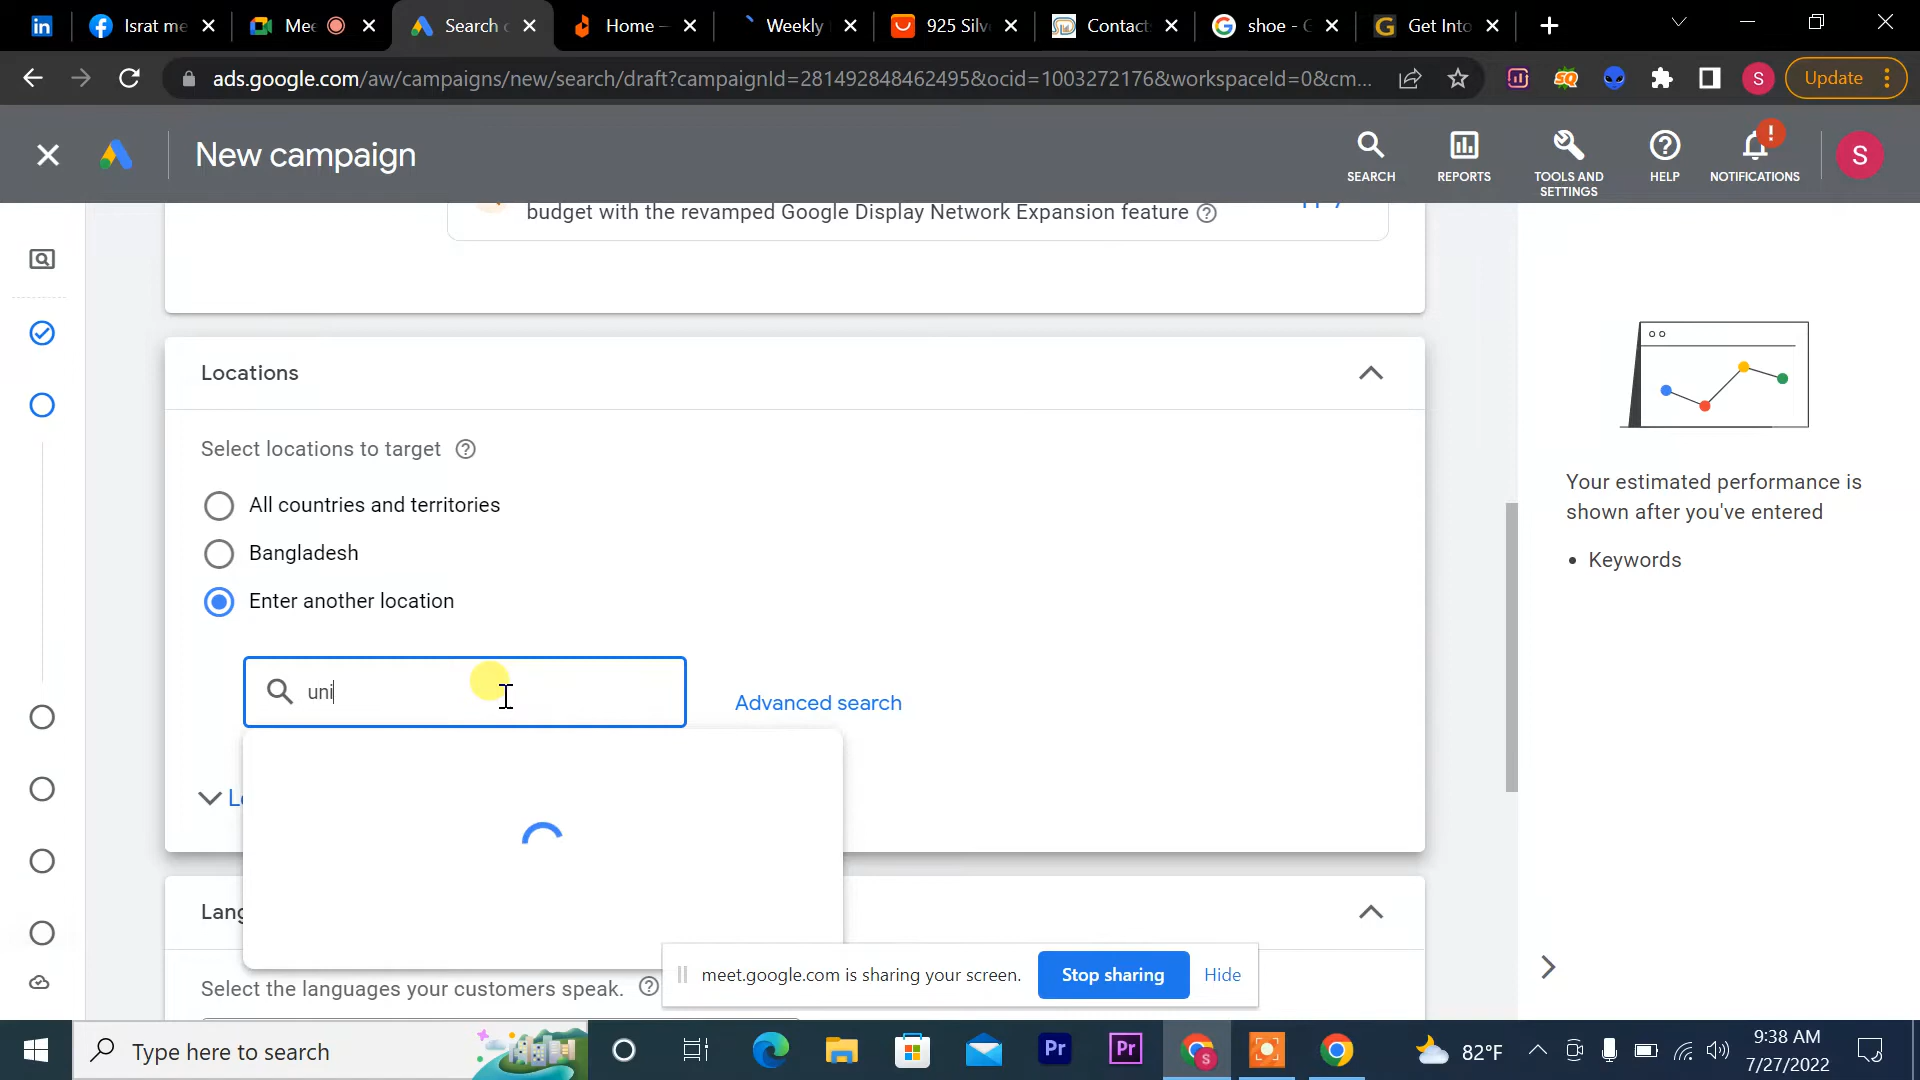 Israt me
Mee
Search c
Home –
Weekly
925 Silv
Contact
shoe - G
Get Into
ads.google.com/aw/campaigns/new/search/draft?campaignId=281492848462495&ocid=1003272176&workspaceId=0&cm...
S
Update
New campaign
SEARCH
REPORTS
TOOLS AND SETTINGS
HELP
NOTIFICATIONS
S
budget with the revamped Google Display Network Expansion feature
Locations
Select locations to target
All countries and territories
Bangladesh
Enter another location
uni
Advanced search
Your estimated performance is
shown after you've entered
• Keywords
Lang
Select the languages your customers speak.
meet.google.com is sharing your screen.
Stop sharing
Hide
Type here to search
Pr
Pr
82°F
9:38 AM
7/27/2022